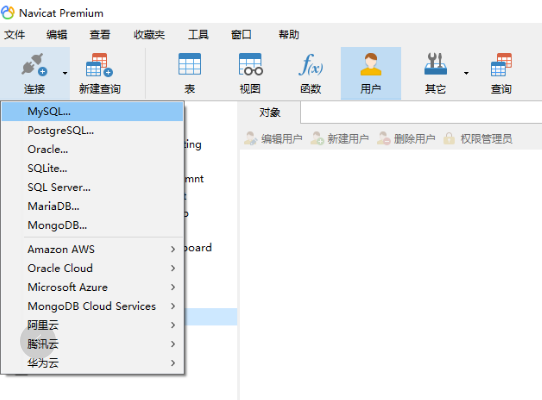 Navicat Premium
文件 编辑 查看 收藏夹 工具 窗口 帮助
连接 新建查询 表 视图 函数 用户 其它 查询
f(x)
MySQL...
PostgreSQL...
Oracle...
SQLite...
SQL Server...
MariaDB...
MongoDB...
Amazon AWS
Oracle Cloud
Microsoft Azure
MongoDB Cloud Services
阿里云
腾讯云
华为云
ting
mnt
board
对象
编辑用户 新建用户 删除用户 权限管理员